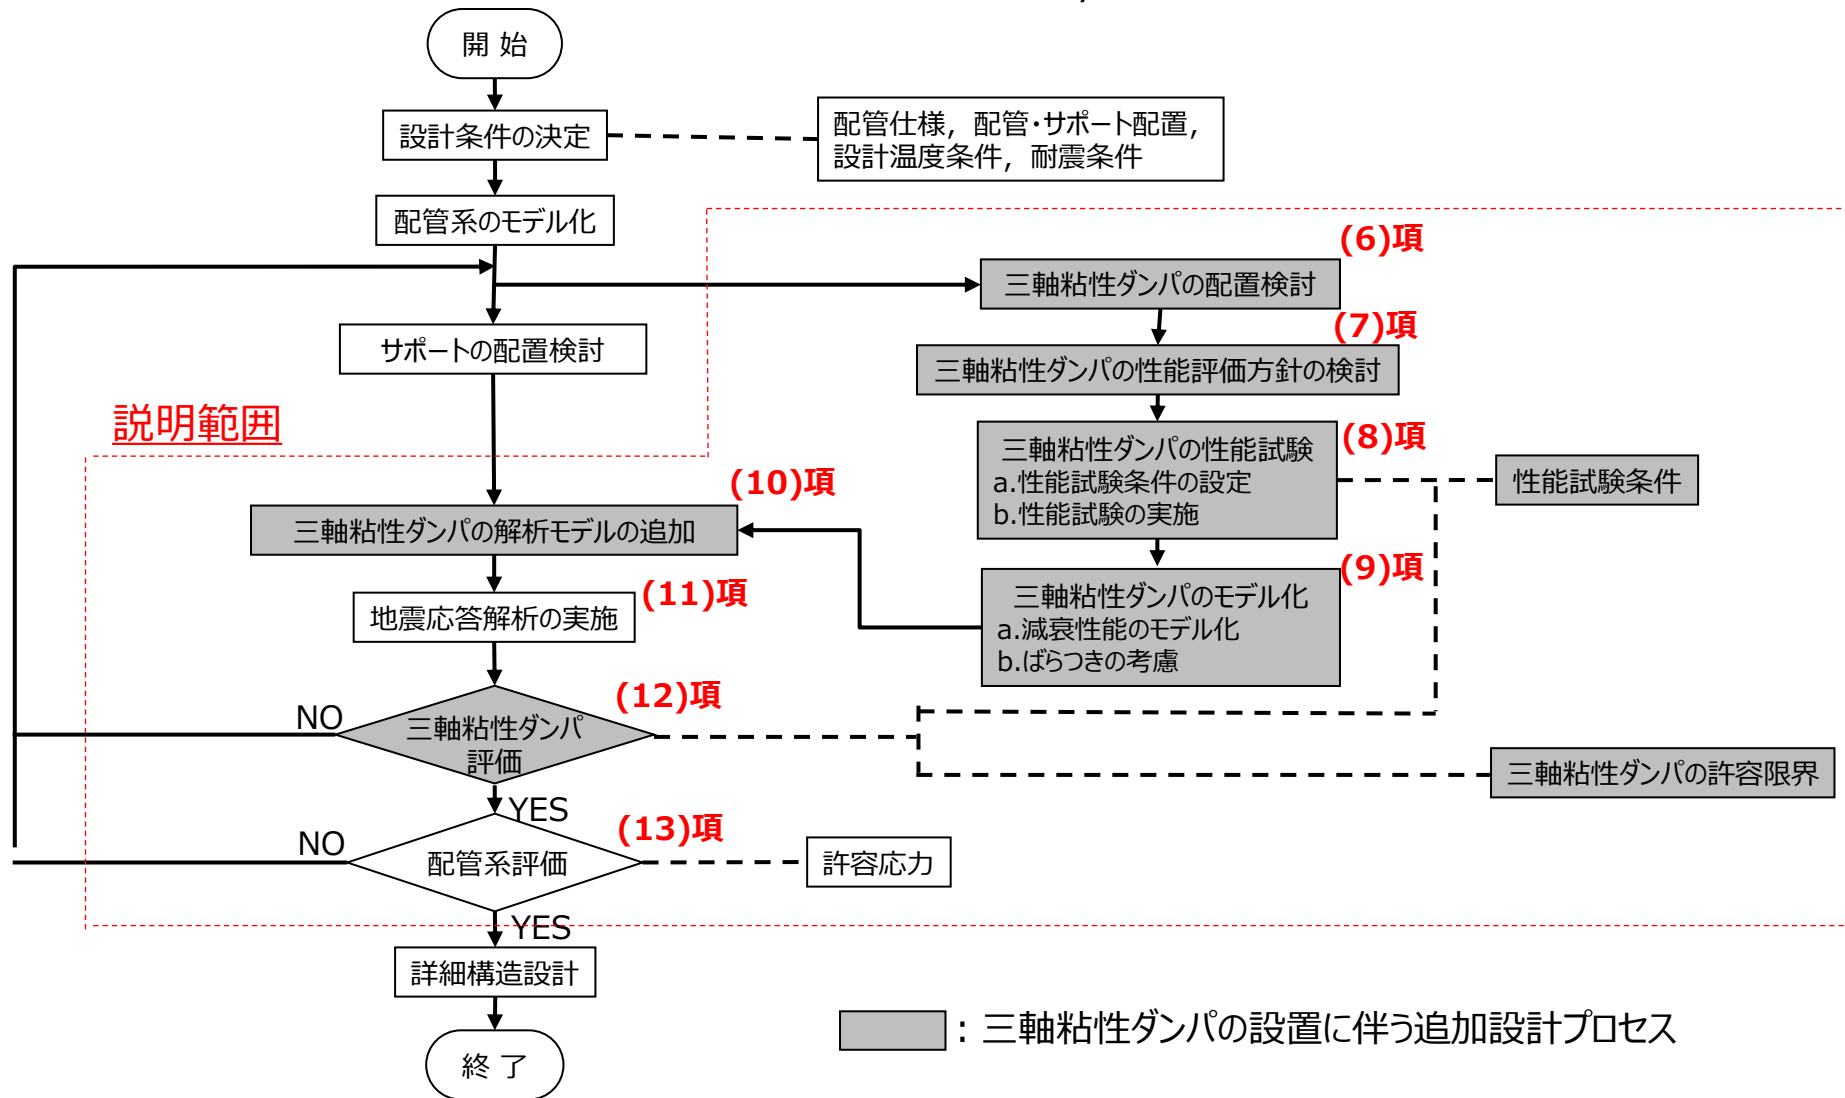 開 始
設計条件の決定
配管仕様，配管・サポート配置，
設計温度条件，耐震条件
配管系のモデル化
(6)項
三軸粘性ダンパの配置検討
サポートの配置検討
(7)項
三軸粘性ダンパの性能評価方針の検討
説明範囲
(8)項
三軸粘性ダンパの性能試験
a.性能試験条件の設定
b.性能試験の実施
性能試験条件
(10)項
三軸粘性ダンパの解析モデルの追加
(9)項
三軸粘性ダンパのモデル化
a.減衰性能のモデル化
b.ばらつきの考慮
(11)項
地震応答解析の実施
(12)項
NO
三軸粘性ダンパ
評価
三軸粘性ダンパの許容限界
YES
(13)項
NO
配管系評価
許容応力
YES
詳細構造設計
：三軸粘性ダンパの設置に伴う追加設計プロセス
終 了